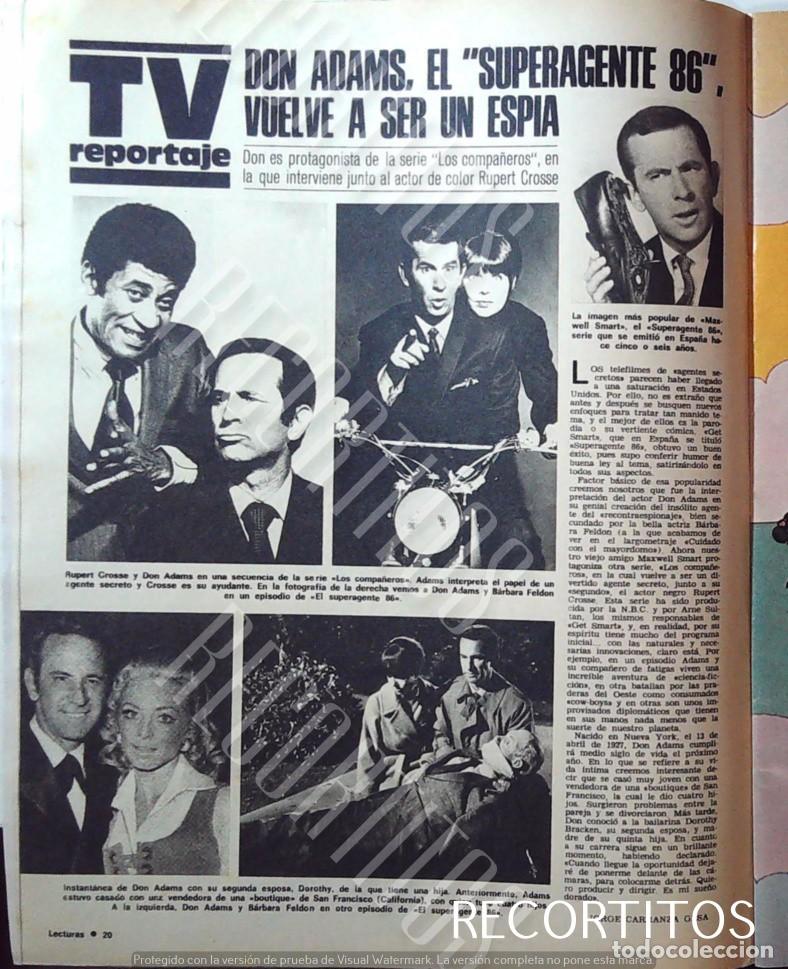 TV
reportaje
DON ADAMS, EL "SUPERAGENTE 86",
VUELVE A SER UN ESPIA
Don es protagonista de la serie "Los compañeros", en
la que interviene junto al actor de color Rupert Crosse
La imagen más popular de «Max-
well Smart», el «Superagente 86»,
serie que se emitió en España ha-
ce cinco o seis años.
LOS telefilmes de «agentes se-
cretos» parecen haber llegado
a una saturación en Estados
Unidos. Por ello, no es extraño que
antes y después se busquen nuevos
enfoques para tratar tan manido te-
ma, y el mejor de ellos es la paro-
dia o su vertiente cómica. «Get
Smart», que en España se tituló
«Superagente 86», obtuvo un buen
éxito, pues supo conferir humor de
buena ley al tema, satirizándolo en
todos sus aspectos.
Factor básico de esa popularidad
creemos nosotros que fue la inter-
pretación del actor Don Adams en
su genial creación del insólito agen-
te del «recontraespionaje», bien se-
cundado por la bella actriz Bárba-
ra Feldon (a la que acabamos de
ver en el largometraje «Cuidado
con el mayordomo»). Ahora nues-
tro viejo amigo Maxwell Smart pro-
tagoniza otra serie, «Los compañe-
ros», en la cual vuelve a ser un di-
vertido agente secreto, junto a su
«segundo», el actor negro Rupert
Crosse. Esta serie ha sido produ-
cida por la N.B.C. y por Arne Sul-
tan, los mismos responsables de
«Get Smart», y, en realidad, por su
espíritu tiene mucho del programa
inicial... con las naturales y nece-
sarias innovaciones, claro está. Por
ejemplo, en un episodio Adams y
su compañero de fatigas viven una
increíble aventura de «ciencia-fic-
ción», en otra batallan por las pra-
deras del Oeste como consumados
«cow-boys» y en otras son unos im-
provisados diplomáticos que tienen
en sus manos nada menos que la
suerte de nuestro planeta.
Nacido en Nueva York, el 13 de
abril de 1927, Don Adams cumpli-
rá medio siglo de vida el próximo
año. En lo que se refiere a su vi-
da íntima creemos interesante de-
cir que se casó muy joven con una
vendedora de una «boutique» de San
Francisco, la cual le dio cuatro hi-
jos. Surgieron problemas entre la
pareja y se divorciaron. Más tarde,
Don conoció a la bailarina Dorothy
Bracken, su segunda esposa, y ma-
dre de su quinta hija. En cuanto
a su carrera sigue en un brillante
momento, habiendo declarado:
«Cuando llegue la oportunidad deja-
ré de ponerme delante de las cá-
maras, para colocarme detrás. Quie-
ro producir y dirigir. Es mi sueño
dorado».
JORGE CARRANZA GESA
Rupert Crosse y Don Adams en una secuencia de la serie «Los compañeros». Adams interpreta el papel de un
agente secreto y Crosse es su ayudante. En la fotografía de la derecha vemos a Don Adams y Bárbara Feldon
en un episodio de «El superagente 86».
Instantánea de Don Adams con su segunda esposa, Dorothy, de la que tiene una hija. Anteriormente, Adams
estuvo casado con una vendedora de una «boutique» de San Francisco (California), con cuatro hijos
A la izquierda, Don Adams y Bárbara Feldon en otro episodio de «El superagente 86».
Lecturas • 20
RECORTITOS
todocoleccion
Protegido con la versión de prueba de Visual Watermark. La versión completa no pone esta marca.